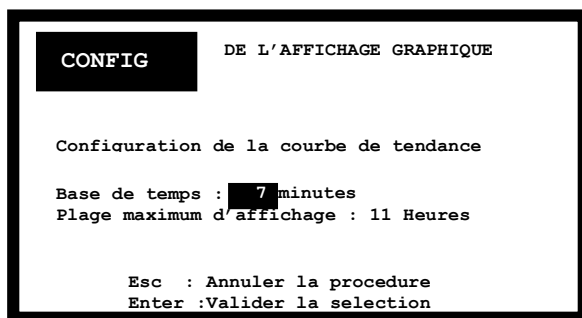 CONFIG DE L'AFFICHAGE GRAPHIQUE
Configuration de la courbe de tendance
Base de temps : 7 minutes
Plage maximum d'affichage : 11 Heures
Esc : Annuler la procedure
Enter :Valider la selection